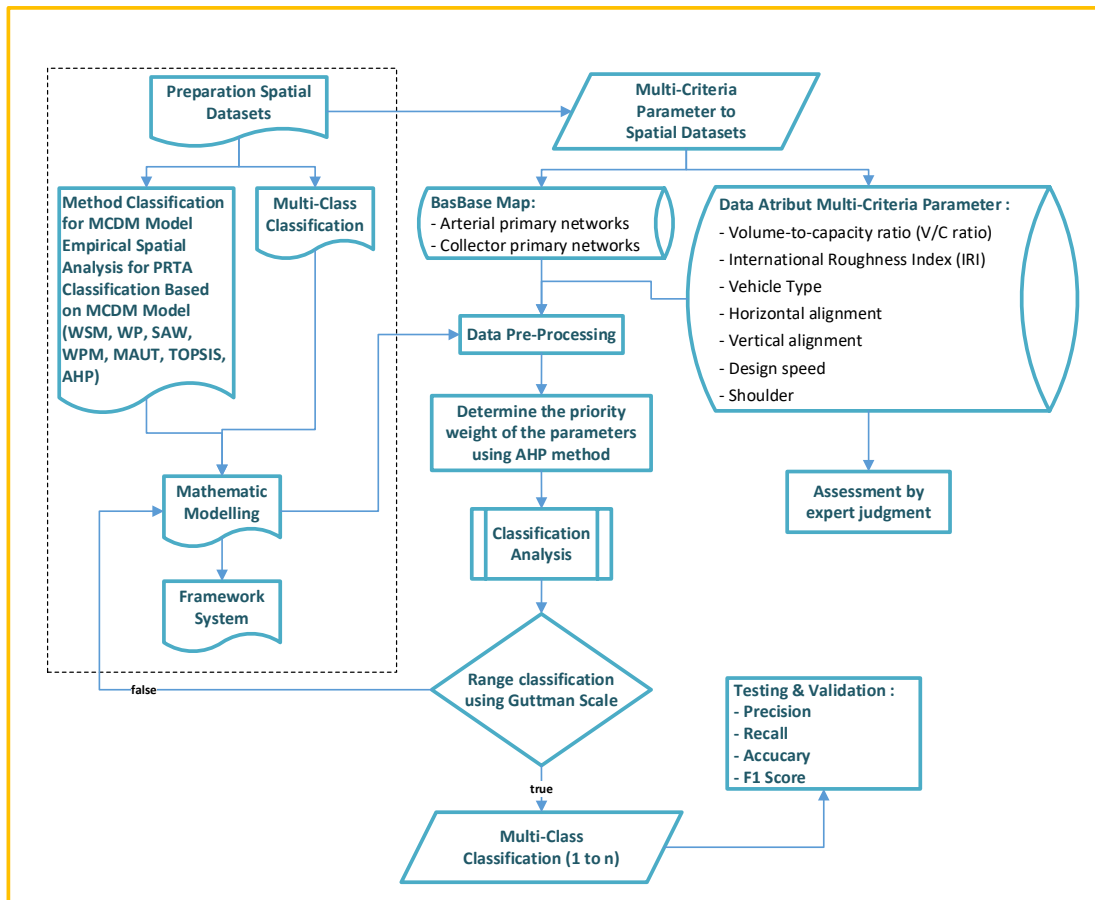 Preparation Spatial
Datasets
Multi-Criteria
Parameter to
Spatial Datasets
Method Classification
for MCDM Model
Empirical Spatial
Analysis for PRTA
Classification Based
on MCDM Model
(WSM, WP, SAW,
WPM, MAUT, TOPSIS,
AHP)
Multi-Class
Classification
BasBase Map:
- Arterial primary networks
- Collector primary networks
Data Atribut Multi-Criteria Parameter :
- Volume-to-capacity ratio (V/C ratio)
- International Roughness Index (IRI)
- Vehicle Type
- Horizontal alignment
- Vertical alignment
- Design speed
- Shoulder
Data Pre-Processing
Determine the priority
weight of the parameters
using AHP method
Mathematic
Modelling
Assessment by
expert judgment
Classification
Analysis
Framework
System
Range classification
using Guttman Scale
false
true
Testing & Validation :
- Precision
- Recall
- Accucary
- F1 Score
Multi-Class
Classification (1 to n)